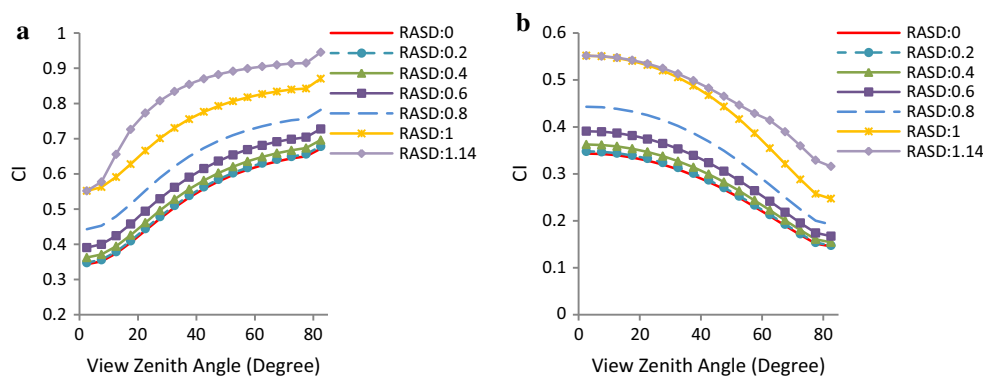 a
CI
1
0.9
0.8
0.7
0.6
0.5
0.4
0.3
0.2
0 20 40 60 80
View Zenith Angle (Degree)
RASD:0
RASD:0.2
RASD:0.4
RASD:0.6
RASD:0.8
RASD:1
RASD:1.14
b
CI
0.6
0.5
0.4
0.3
0.2
0.1
0
0 20 40 60 80
View Zenith Angle (Degree)
RASD:0
RASD:0.2
RASD:0.4
RASD:0.6
RASD:0.8
RASD:1
RASD:1.14